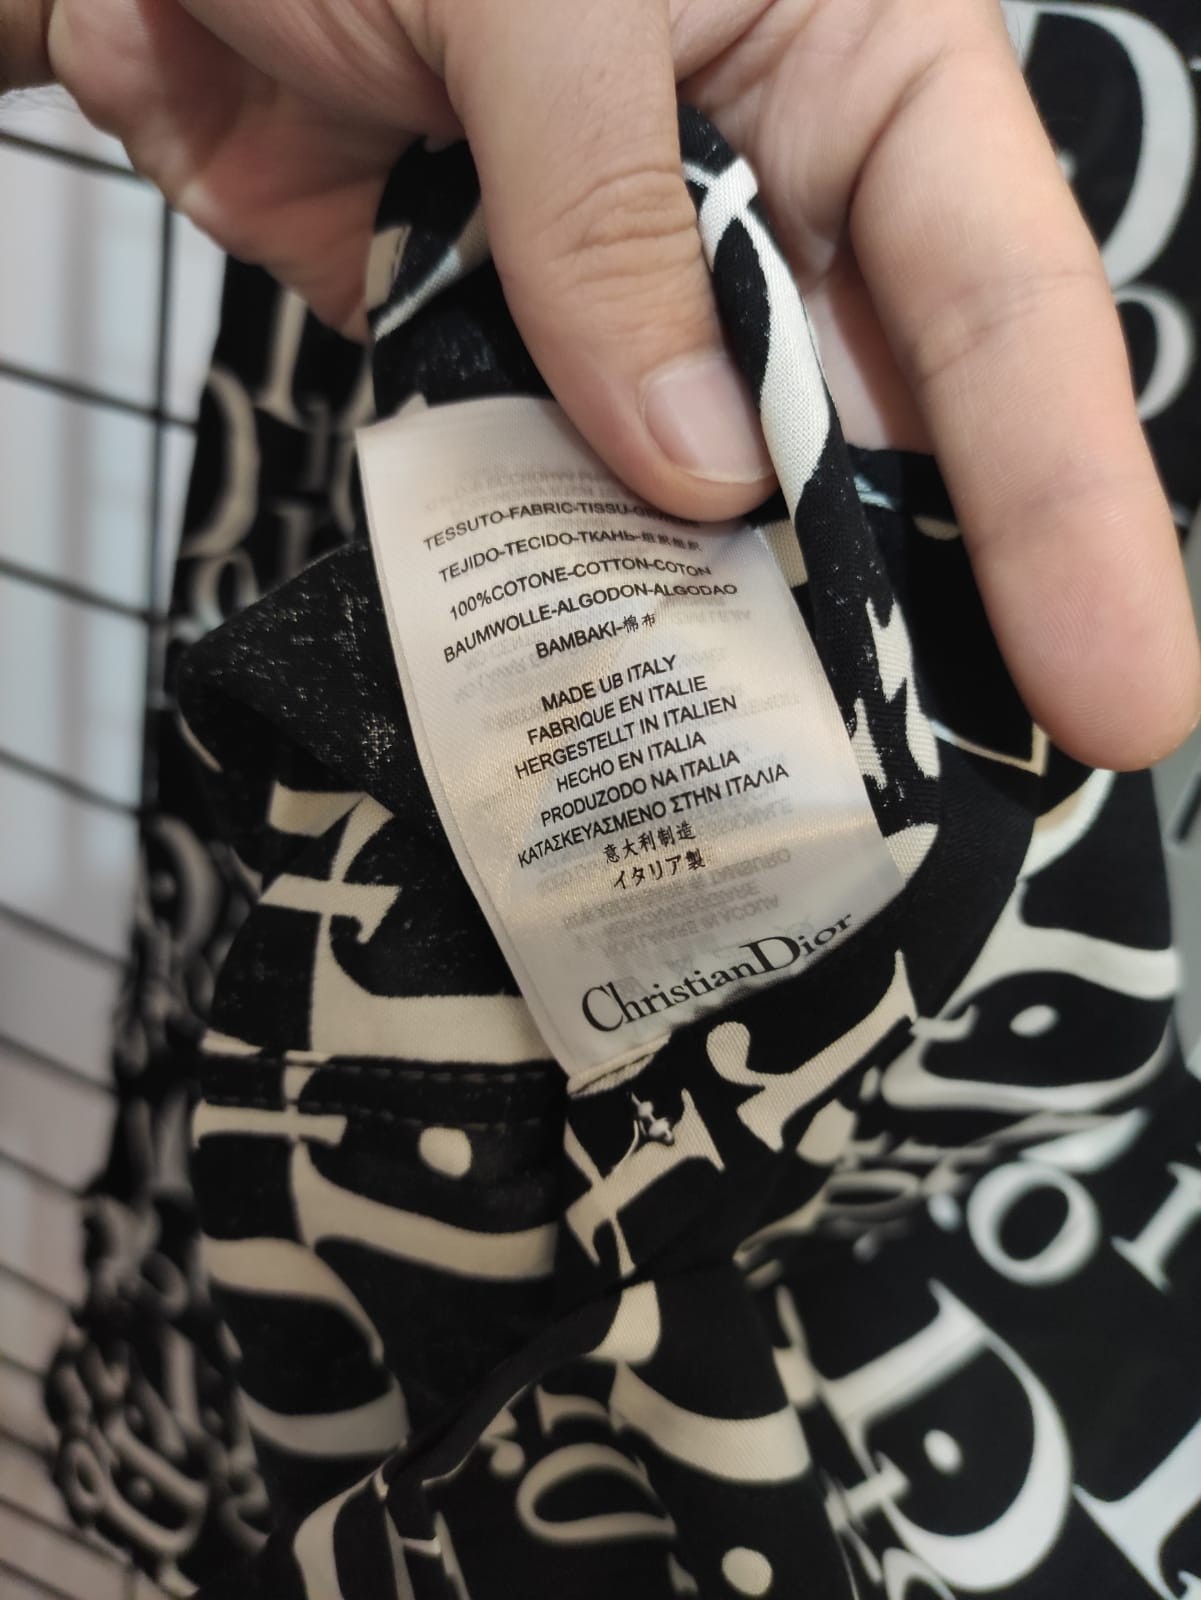 TESSUTO-FABRIC-TISSU-
TEJIDO-TECIDO-ТКАНЬ-
100%COTONE-COTTON-COTON
BAUMWOLLE-ALGODON-ALGODAO
BAMBAKI-棉布
MADE UB ITALY
FABRIQUE EN ITALIE
HERGESTELLT IN ITALIEN
HECHO EN ITALIA
PRODUZODO NA ITALIA
ΚΑΤΑΣΚΕΥΑΣΜΕΝΟ ΣΤΗΝ ΙΤΑΛΙΑ
意大利制造
イタリア製
ChristianDior